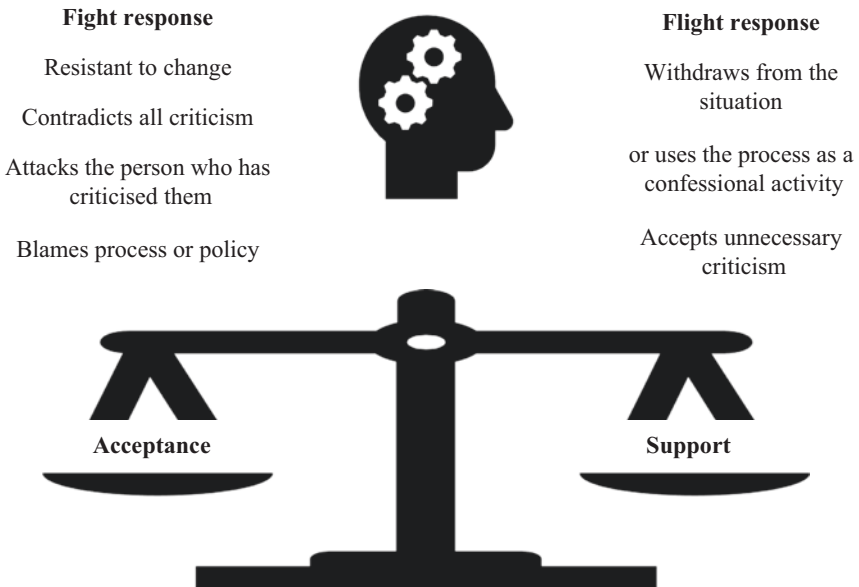 Fight response
Resistant to change
Contradicts all criticism
Attacks the person who has
criticised them
Blames process or policy
Flight response
Withdraws from the
situation
or uses the process as a
confessional activity
Accepts unnecessary
criticism
Acceptance
Support